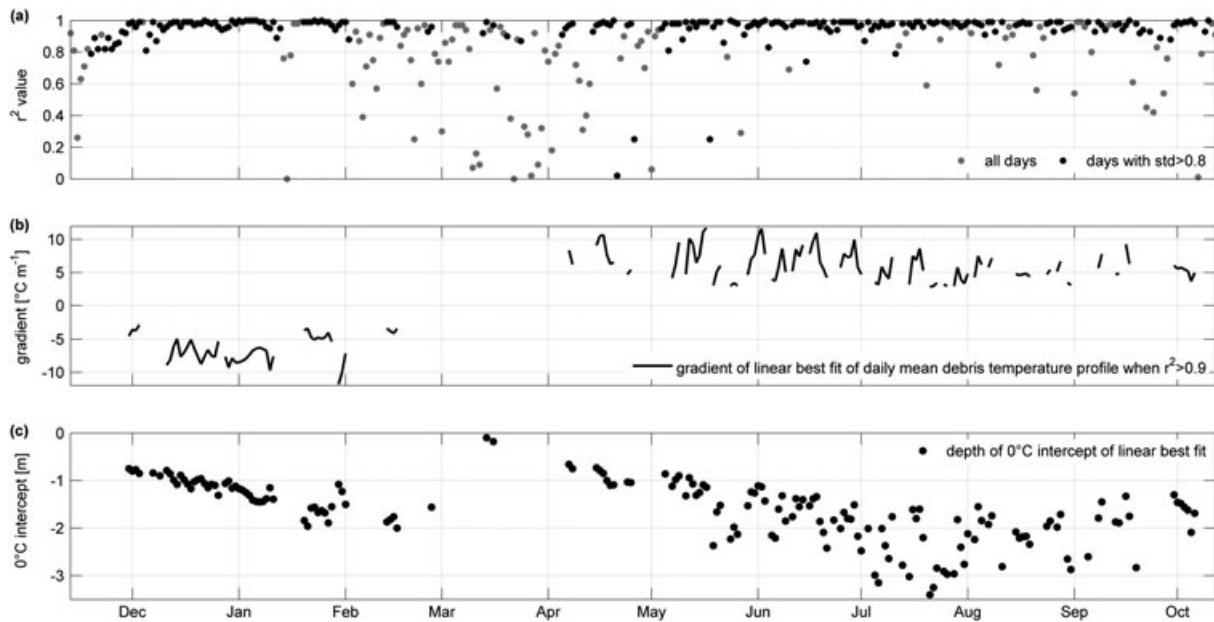 (a)
1
0.8
0.6
0.4
0.2
0
r² value
all days
days with std>0.8
(b)
10
5
0
-5
-10
gradient [°C m⁻¹]
gradient of linear best fit of daily mean debris temperature profile when r²>0.9
(c)
0
-1
-2
-3
0°C intercept [m]
depth of 0°C intercept of linear best fit
Dec Jan Feb Mar Apr May Jun Jul Aug Sep Oct